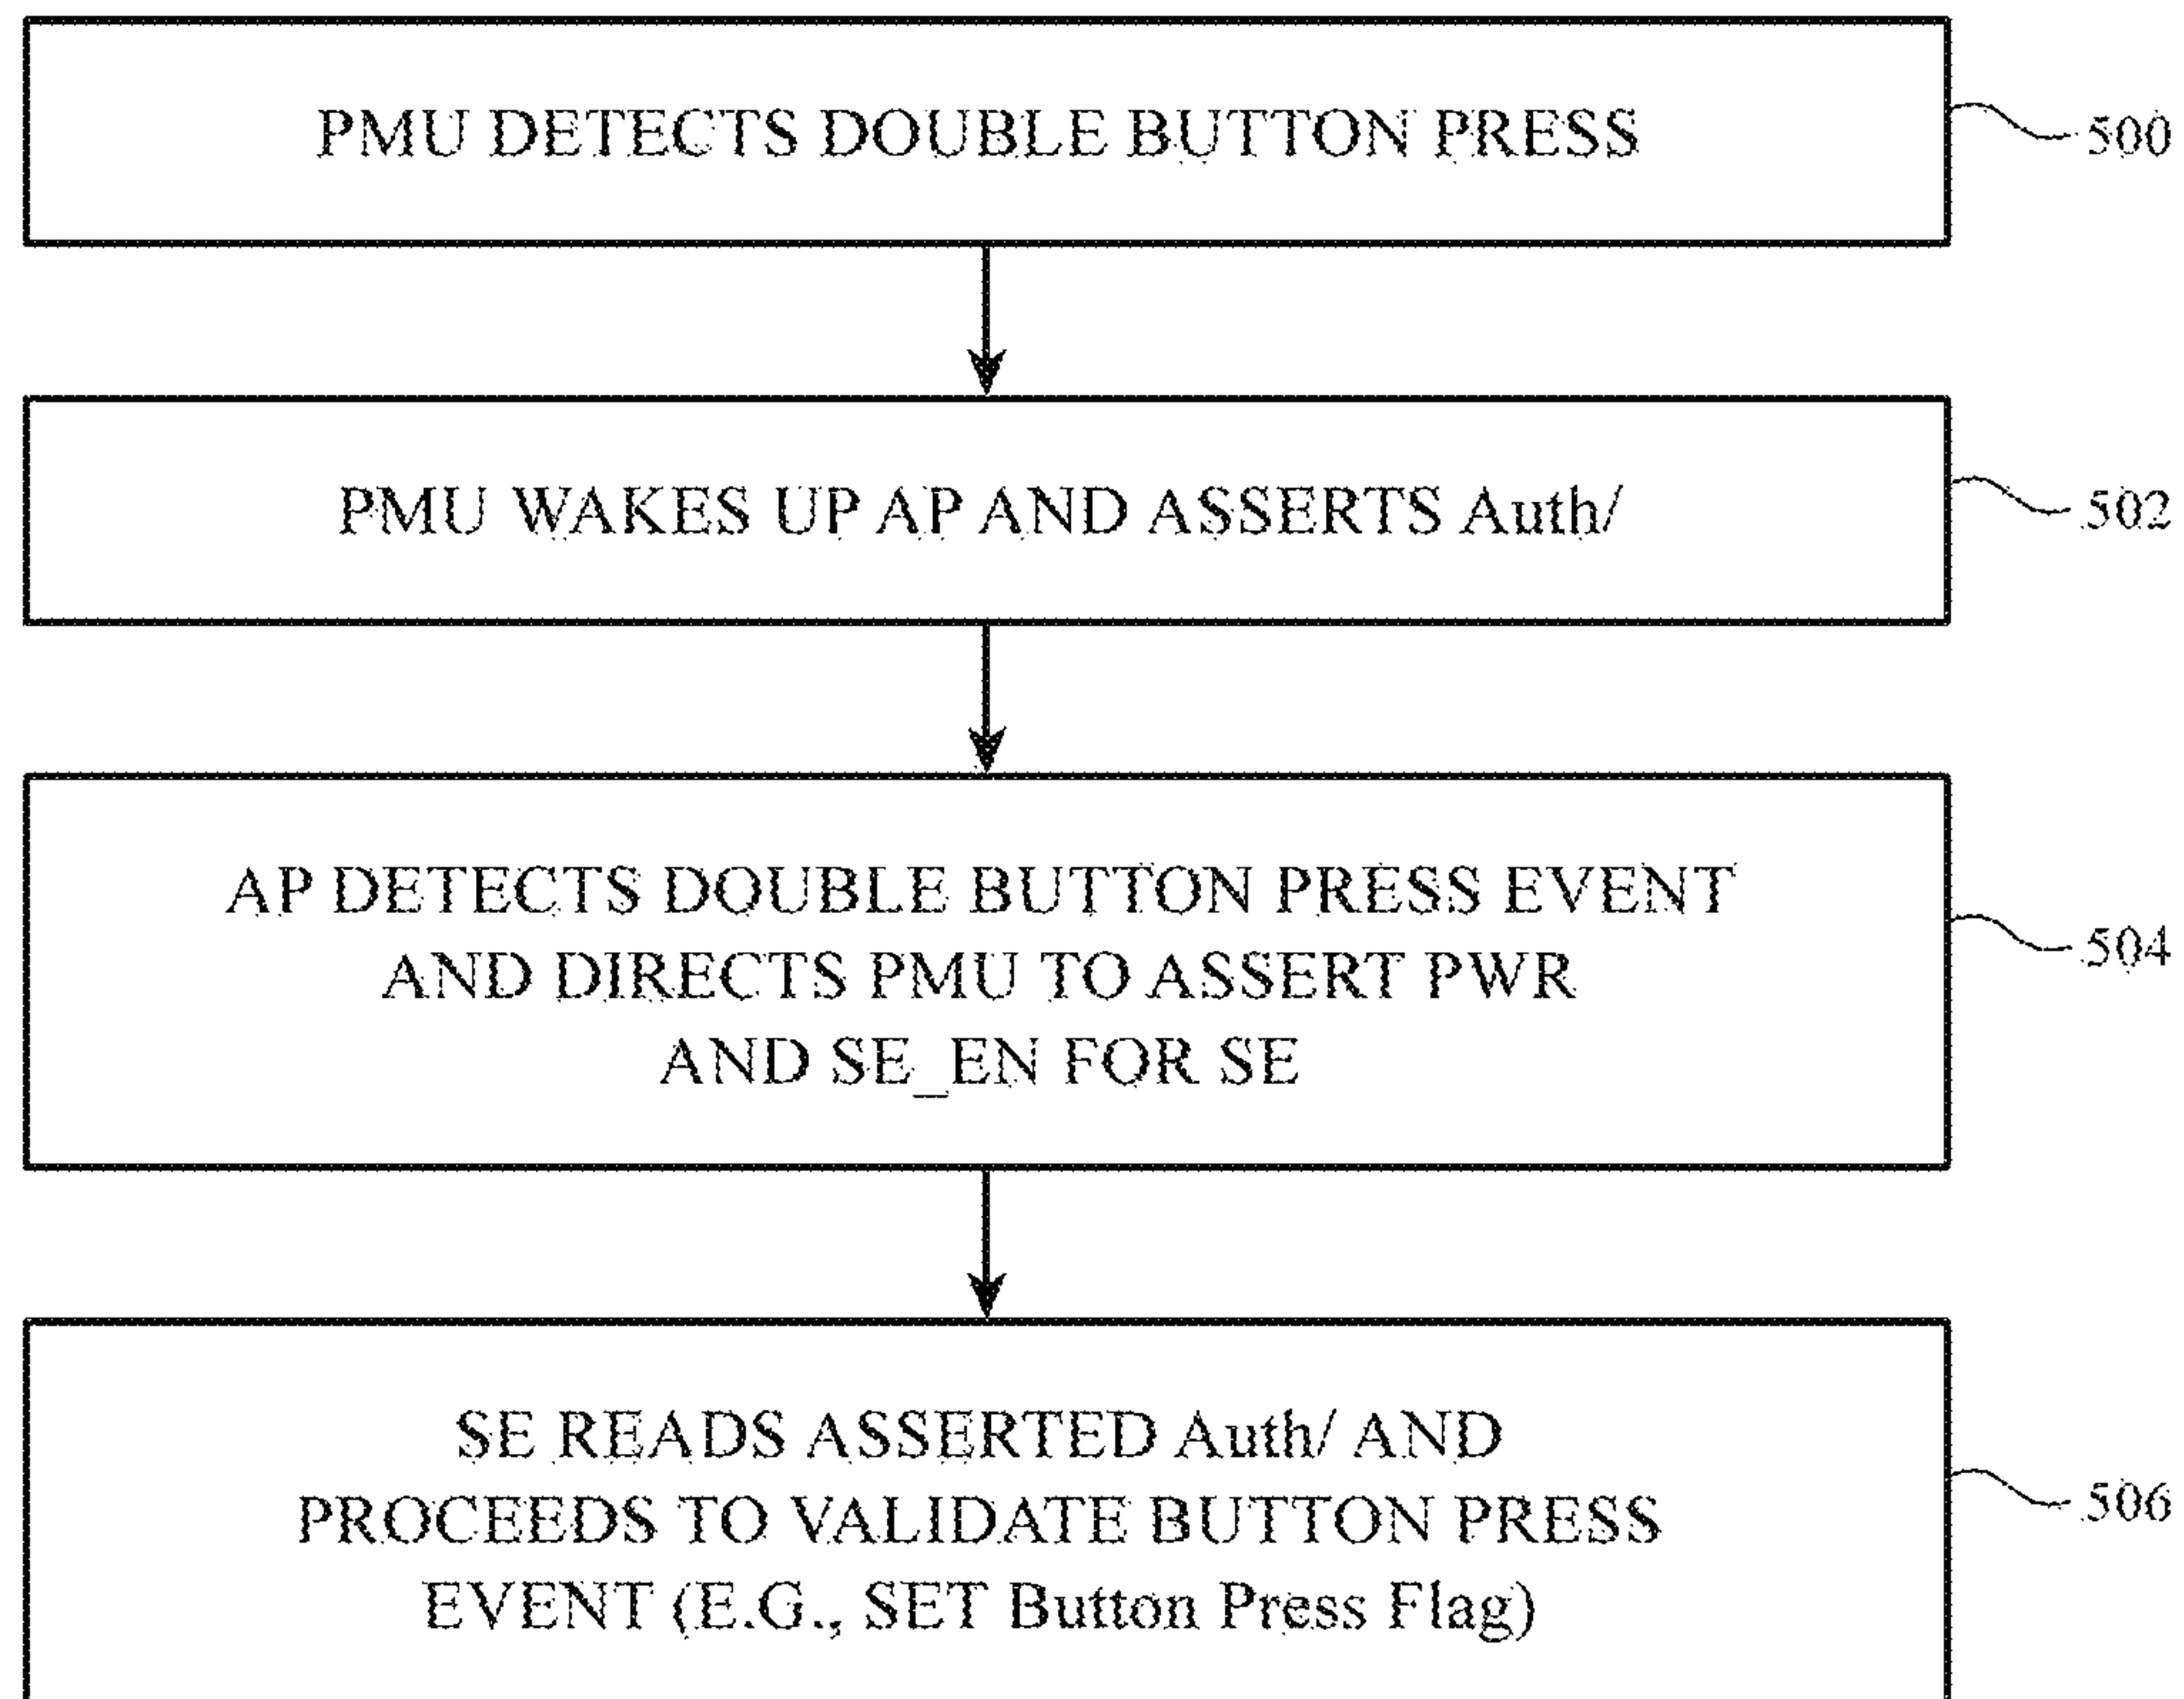 PMU DETECTS DOUBLE BUTTON PRESS
500
PMU WAKES UP AP AND ASSERTS Auth/
502
AP DETECTS DOUBLE BUTTON PRESS EVENT
AND DIRECTS PMU TO ASSERT PWR
AND SE_EN FOR SE
504
SE READS ASSERTED Auth/ AND
PROCEEDS TO VALIDATE BUTTON PRESS
EVENT (E.G., SET Button Press Flag)
506